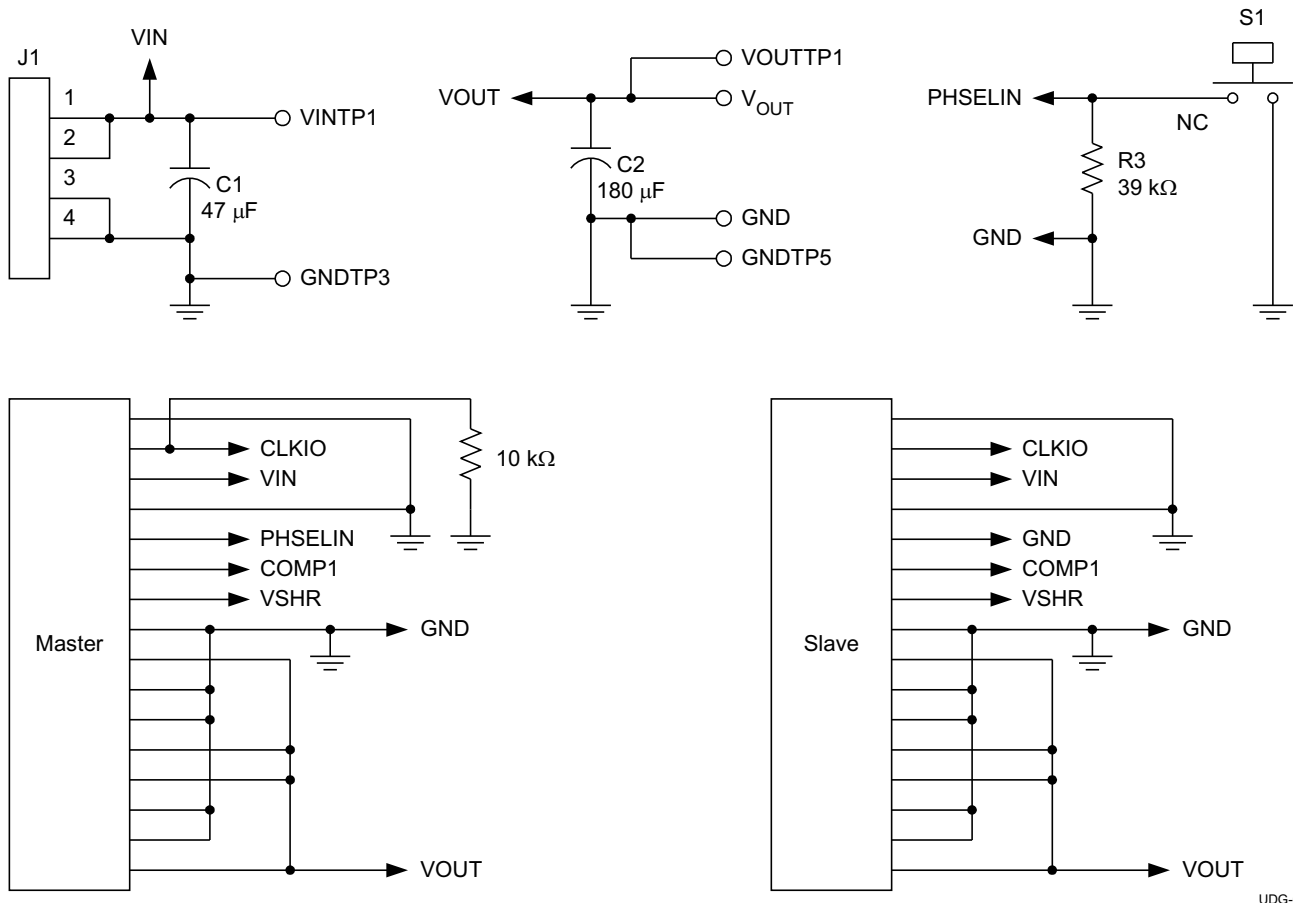 J1
1
2
3
4
VIN
VINTP1
C1
47 μF
GNDTP3
VOUT
VOUTTP1
VOUT
C2
180 μF
GND
GNDTP5
S1
PHSELIN
NC
R3
39 kΩ
GND
Master
CLKIO
VIN
10 kΩ
PHSELIN
COMP1
VSHR
GND
VOUT
Slave
CLKIO
VIN
GND
COMP1
VSHR
GND
VOUT
UDG-